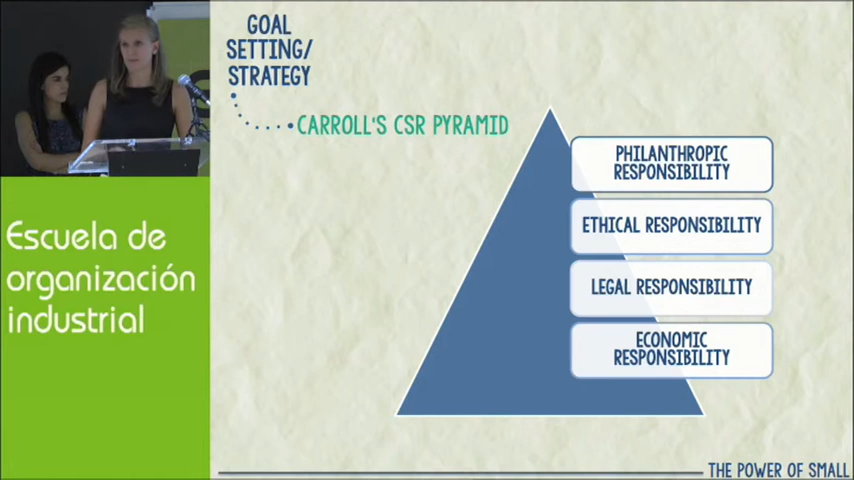 GOAL
SETTING/
STRATEGY
CARROLL'S CSR PYRAMID
PHILANTHROPIC
RESPONSIBILITY
ETHICAL RESPONSIBILITY
LEGAL RESPONSIBILITY
ECONOMIC
RESPONSIBILITY
Escuela de
organización
industrial
THE POWER OF SMALL